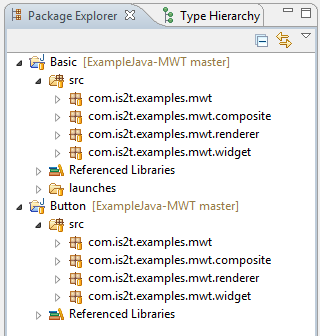 Package Explorer Type Hierarchy
Basic [ExampleJava-MWT master]
src
com.is2t.examples.mwt
com.is2t.examples.mwt.composite
com.is2t.examples.mwt.renderer
com.is2t.examples.mwt.widget
Referenced Libraries
launches
Button [ExampleJava-MWT master]
src
com.is2t.examples.mwt
com.is2t.examples.mwt.composite
com.is2t.examples.mwt.renderer
com.is2t.examples.mwt.widget
Referenced Libraries